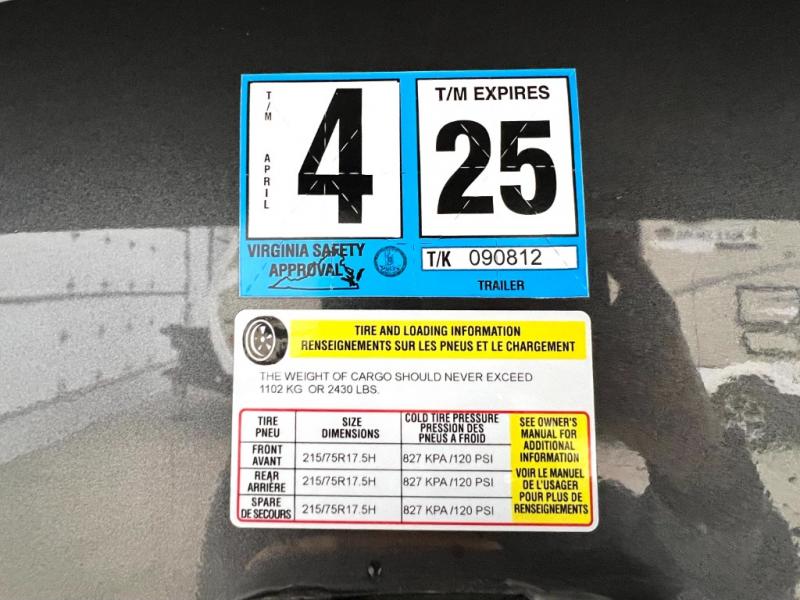 T/M APRIL
4
T/M EXPIRES
25
VIRGINIA SAFETY
APPROVAL
T/K 090812
TRAILER
TIRE AND LOADING INFORMATION
RENSEIGNEMENTS SUR LES PNEUS ET LE CHARGEMENT
THE WEIGHT OF CARGO SHOULD NEVER EXCEED
1102 KG OR 2430 LBS.
TIRE
PNEU
SIZE
DIMENSIONS
COLD TIRE PRESSURE
PRESSION DES
PNEUS A FROID
FRONT
AVANT
215/75R17.5H
827 KPA /120 PSI
REAR
ARRIÈRE
215/75R17.5H
827 KPA /120 PSI
SPARE
DE SECOURS
215/75R17.5H
827 KPA /120 PSI
SEE OWNER'S
MANUAL FOR
ADDITIONAL
INFORMATION
VOIR LE MANUEL
DE L'USAGER
POUR PLUS DE
RENSEIGNEMENTS